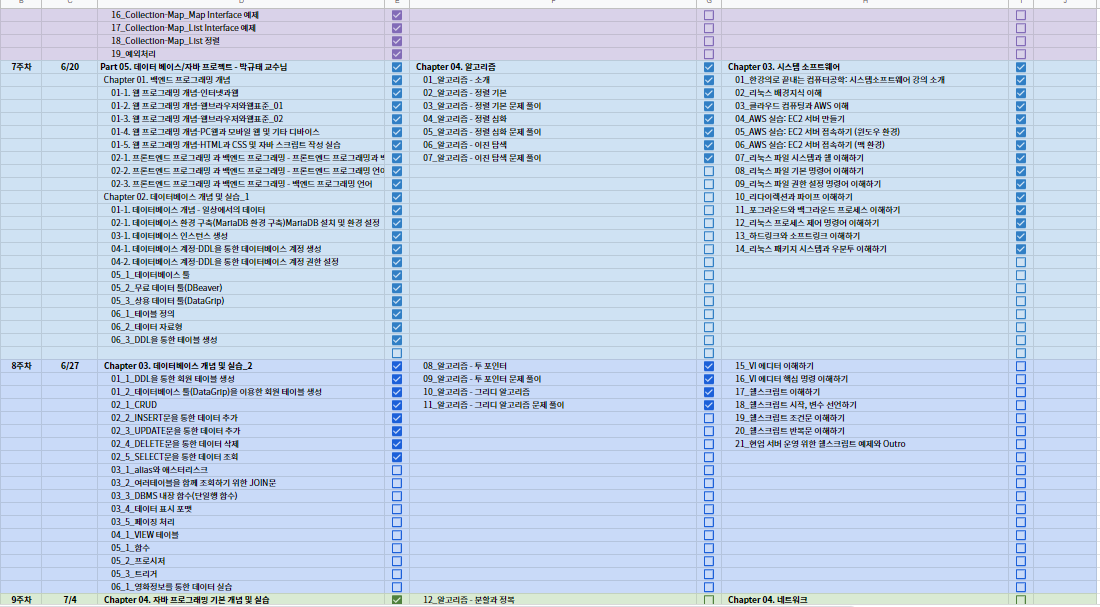 B C D E F G H I J
16_Collection-Map_Map Interface 예제
17_Collection-Map_List Interface 예제
18_Collection-Map_List 정렬
19_예외처리
7주차 6/20 Part 05. 데이터 베이스/자바 프로젝트 - 박규태 교수님 Chapter 04. 알고리즘 Chapter 03. 시스템 소프트웨어
Chapter 01. 백엔드 프로그래밍 개념 01_알고리즘 - 소개 01_한강의로 끝내는 컴퓨터공학: 시스템소프트웨어 강의 소개
01-1. 웹 프로그래밍 개념-인터넷과웹 02_알고리즘 - 정렬 기본 02_리눅스 배경지식 이해
01-2. 웹 프로그래밍 개념-웹브라우저와웹표준_01 03_알고리즘 - 정렬 기본 문제 풀이 03_클라우드 컴퓨팅과 AWS 이해
01-3. 웹 프로그래밍 개념-웹브라우저와웹표준_02 04_알고리즘 - 정렬 심화 04_AWS 실습: EC2 서버 만들기
01-4. 웹 프로그래밍 개념-PC웹과 모바일 웹 및 기타 디바이스 05_알고리즘 - 정렬 심화 문제 풀이 05_AWS 실습: EC2 서버 접속하기 (윈도우 환경)
01-5. 웹 프로그래밍 개념-HTML과 CSS 및 자바 스크립트 작성 실습 06_알고리즘 - 이진 탐색 06_AWS 실습: EC2 서버 접속하기 (맥 환경)
02-1. 프론트엔드 프로그래밍 과 백엔드 프로그래밍 - 프론트엔드 프로그래밍과 07_알고리즘 - 이진 탐색 문제 풀이 07_리눅스 파일 시스템과 쉘 이해하기
02-2. 프론트엔드 프로그래밍 과 백엔드 프로그래밍 - 프론트엔드 프로그래밍 언어 08_리눅스 파일 기본 명령어 이해하기
02-3. 프론트엔드 프로그래밍 과 백엔드 프로그래밍 - 백엔드 프로그래밍 언어 09_리눅스 파일 권한 설정 명령어 이해하기
Chapter 02. 데이터베이스 개념 및 실습_1 10_리다이렉션과 파이프 이해하기
01-1. 데이터베이스 개념 - 일상에서의 데이터 11_포그라운드와 백그라운드 프로세스 이해하기
02-1. 데이터베이스 환경 구축(MariaDB 환경 구축)MariaDB 설치 및 환경 설정 12_리눅스 프로세스 제어 명령어 이해하기
03-1. 데이터베이스 인스턴스 생성 13_하드링크와 소프트링크 이해하기
04-1. 데이터베이스 계정-DDL을 통한 데이터베이스 계정 생성 14_리눅스 패키지 시스템과 우분투 이해하기
04-2. 데이터베이스 계정-DDL을 통한 데이터베이스 계정 권한 설정
05_1_데이터베이스 툴
05_2_무료 데이터 툴(DBeaver)
05_3_상용 데이터 툴(DataGrip)
06_1_테이블 정의
06_2_데이터 자료형
06_3_DDL을 통한 테이블 생성
8주차 6/27 Chapter 03. 데이터베이스 개념 및 실습_2 08_알고리즘 - 투 포인터 15_VI 에디터 이해하기
01_1_DDL을 통한 회원 테이블 생성 09_알고리즘 - 투 포인터 문제 풀이 16_VI 에디터 핵심 명령 이해하기
01_2_데이터베이스 툴(DataGrip)을 이용한 회원 테이블 생성 10_알고리즘 - 그리디 알고리즘 17_쉘스크립트 이해하기
02_1_CRUD 11_알고리즘 - 그리디 알고리즘 문제 풀이 18_쉘스크립트 시작, 변수 선언하기
02_2_INSERT문을 통한 데이터 추가 19_쉘스크립트 조건문 이해하기
02_3_UPDATE문을 통한 데이터 추가 20_쉘스크립트 반복문 이해하기
02_4_DELETE문을 통한 데이터 삭제 21_현업 서버 운영 위한 쉘스크립트 예제와 Outro
02_5_SELECT문을 통한 데이터 조회
03_1_alias와 애스터리스크
03_2_여러테이블을 함께 조회하기 위한 JOIN문
03_3_DBMS 내장 함수(단일행 함수)
03_4_데이터 표시 포맷
03_5_페이징 처리
04_1_VIEW 테이블
05_1_함수
05_2_프로시저
05_3_트리거
06_1_영화정보를 통한 데이터 실습
9주차 7/4 Chapter 04. 자바 프로그래밍 기본 개념 및 실습 12_알고리즘 - 분할과 정복 Chapter 04. 네트워크